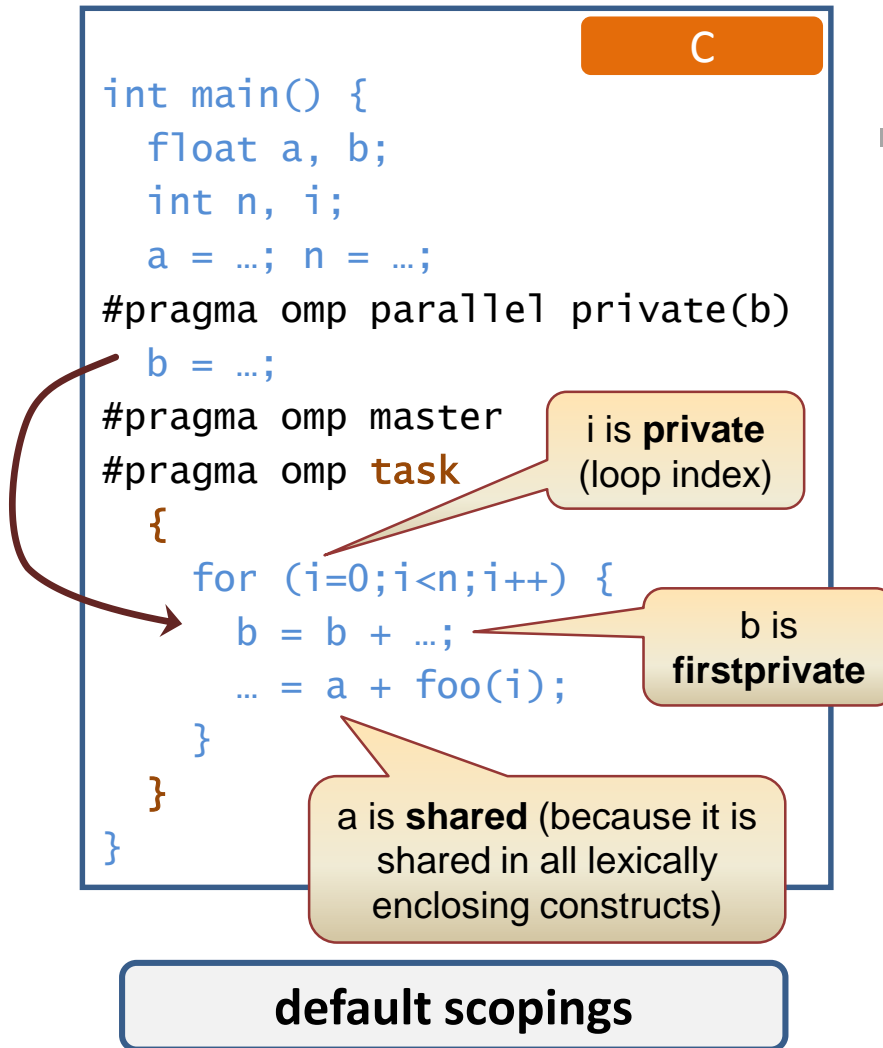 C
int main() {
float a, b;
int n, i;
a = …; n = …;
#pragma omp parallel private(b)
b = …;
#pragma omp master
#pragma omp task
{
for (i=0;i<n;i++) {
b = b + …;
… = a + foo(i);
}
}
}
i is private
(loop index)
b is
firstprivate
a is shared (because it is
shared in all lexically
enclosing constructs)
default scopings